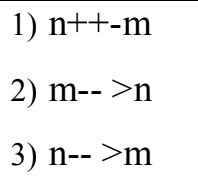 1) n++-m
2) m-- >n
3) n-- >m